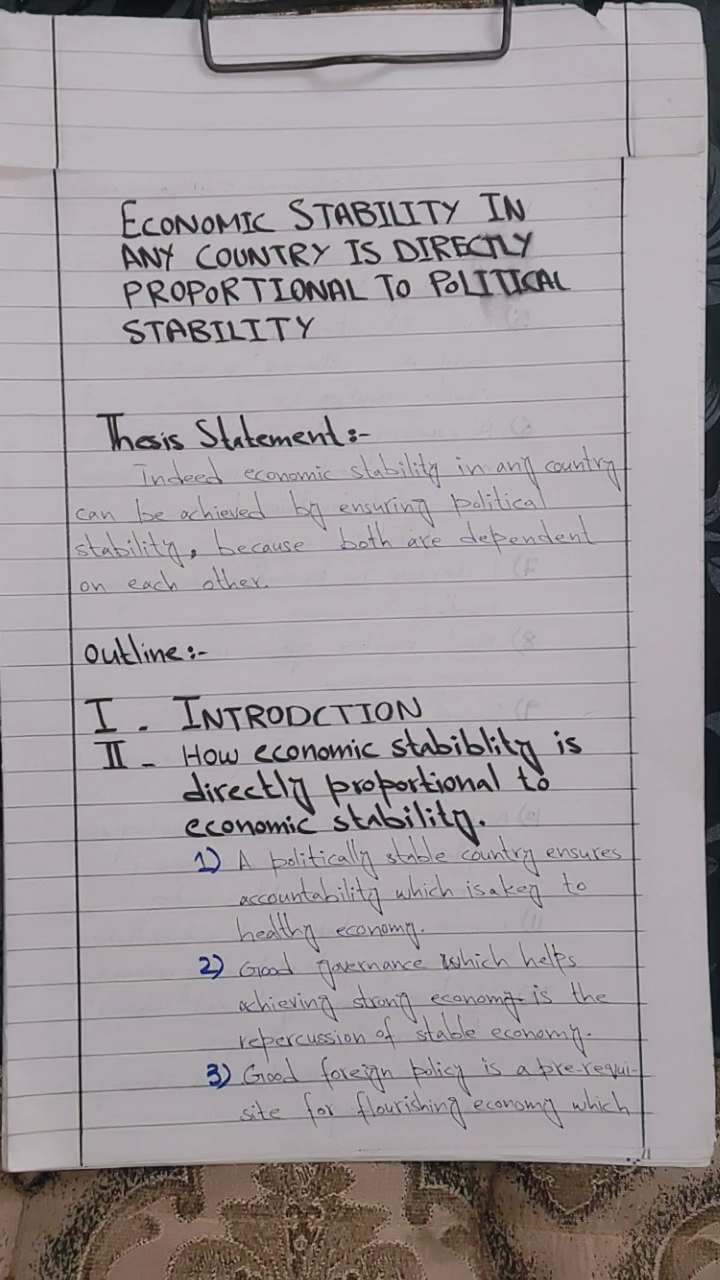 ECONOMIC STABILITY IN
ANY COUNTRY IS DIRECTLY
PROPORTIONAL TO POLITICAL
STABILITY
Thesis Statement:-
Indeed economic stability in any country
can be achieved by ensuring political
stability, because both are dependent
on each other.
outline:-
I. INTRODCTION
II - How economic stabiblity is
directly proportional to
economic stability.
1) A politically stable country ensures
accountability which is a key to
healthy economy.
2) Good governance which helps
achieving strong economy is the
repercussion of stable economy.
3) Good foreign policy is a pre-requi-
site for flourishing economy which